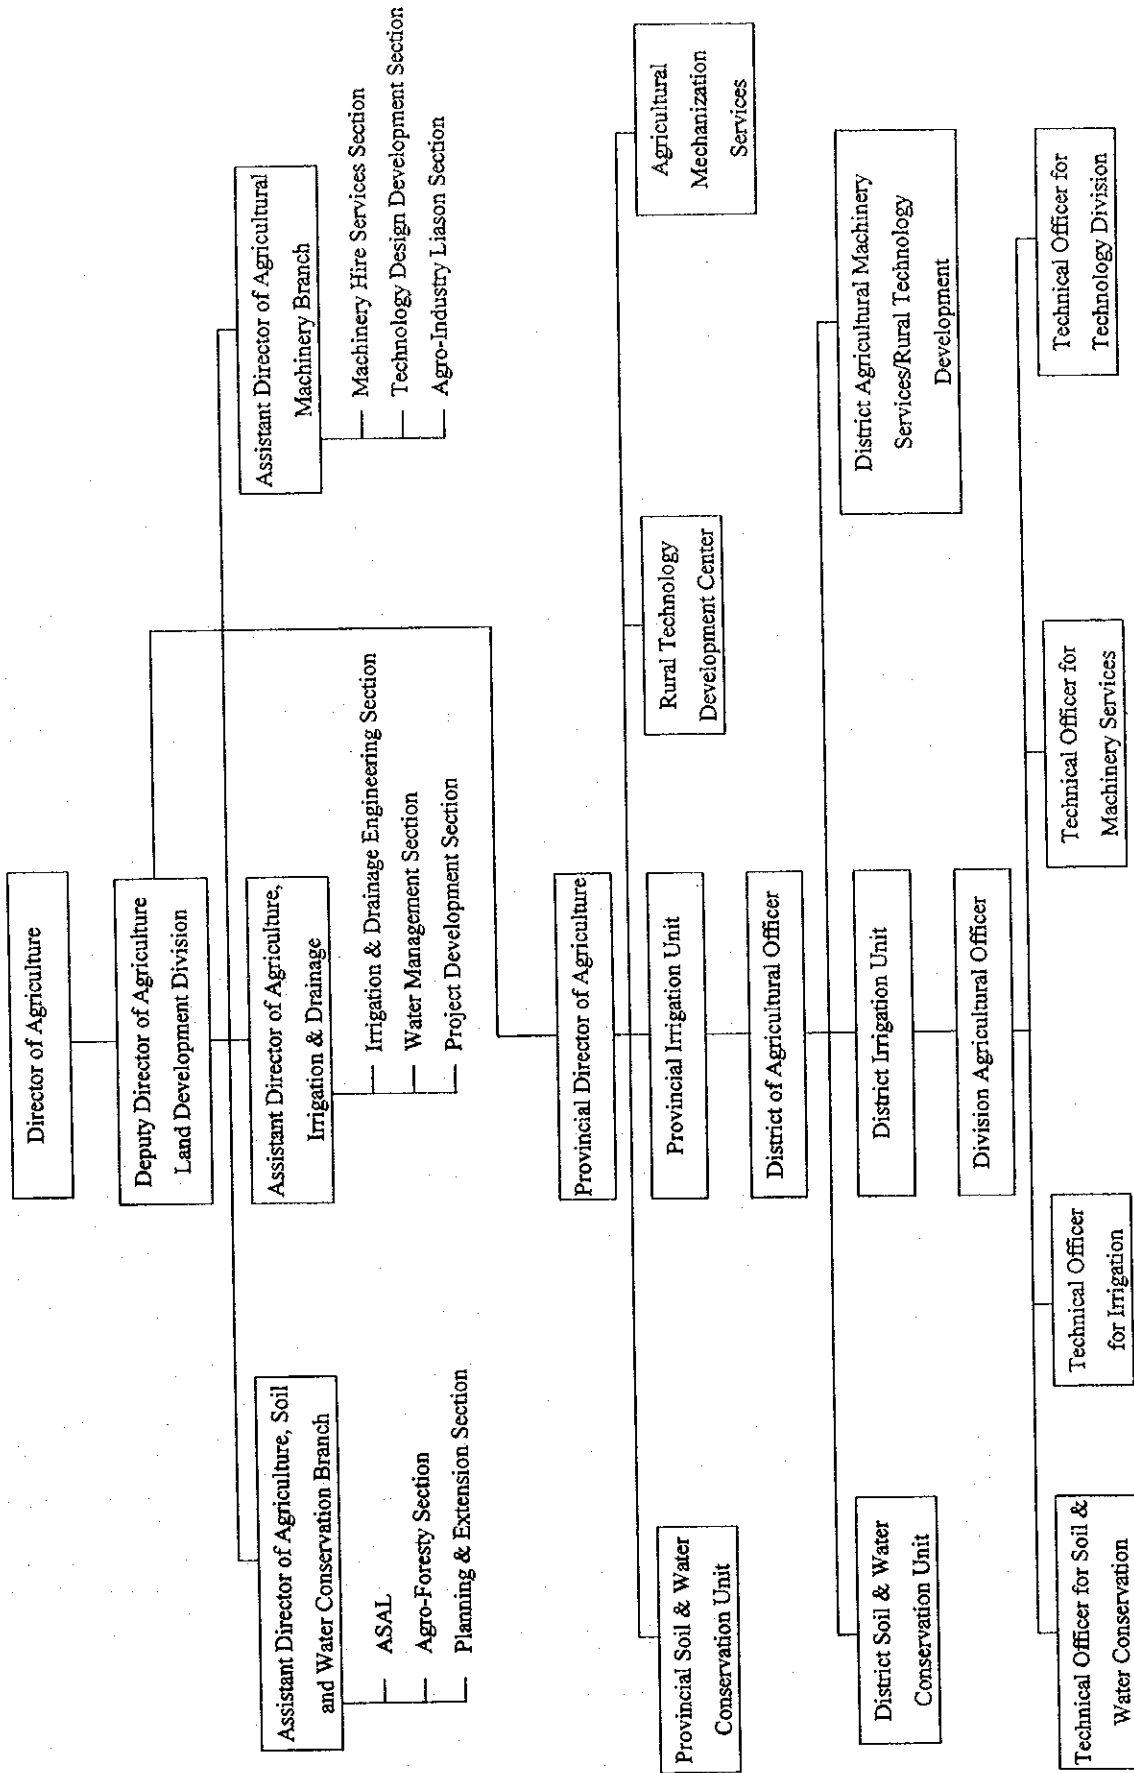 Director of Agriculture
Deputy Director of Agriculture
Land Development Division
Assistant Director of Agriculture, Soil
and Water Conservation Branch
ASAL
Agro-Foresty Section
Planning & Extension Section
Assistant Director of Agriculture,
Irrigation & Drainage
Irrigation & Drainage Engineering Section
Water Management Section
Project Development Section
Assistant Director of Agricultural
Machinery Branch
Machinery Hire Services Section
Technology Design Development Section
Agro-Industry Liason Section
Provincial Director of Agriculture
Provincial Soil & Water
Conservation Unit
Provincial Irrigation Unit
Rural Technology
Development Center
Agricultural
Mechanization
Services
District of Agricultural Officer
District Soil & Water
Conservation Unit
District Irrigation Unit
District Agricultural Machinery
Services/Rural Technology
Development
Division Agricultural Officer
Technical Officer for Soil &
Water Conservation
Technical Officer
for Irrigation
Technical Officer for
Machinery Services
Technical Officer for
Technology Division